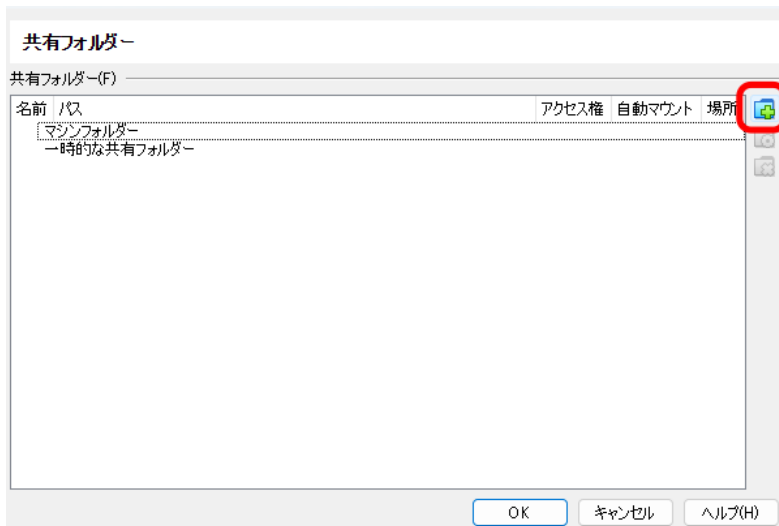 共有フォルダー
共有フォルダー(F)
名前 パス アクセス権 自動マウント 場所
マシンフォルダー
一時的な共有フォルダー
OK キャンセル ヘルプ(H)